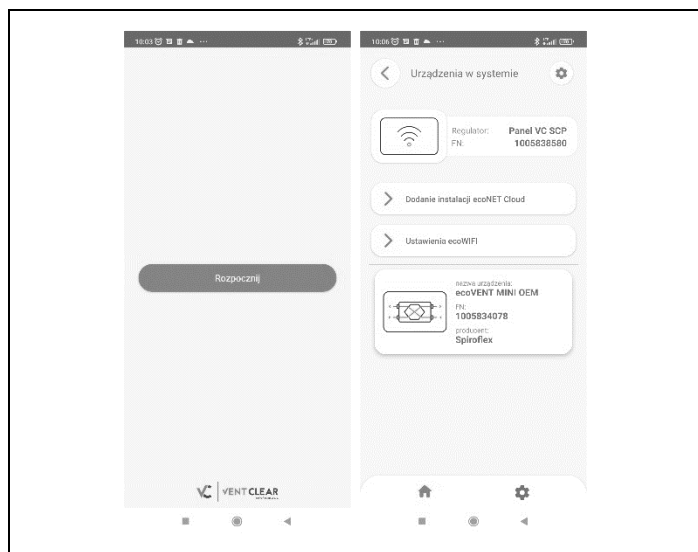 10:03
Rozpocznij
VC VENT CLEAR
10:06
Urządzenia w systemie
Regulator: Panel VC SCP
FN: 1005838580
Dodanie instalacji ecoNET Cloud
Ustawienia ecoWIFI
nazwa urządzenia:
ecoVENT MINI OEM
FN:
1005834078
producent:
Spiroflex